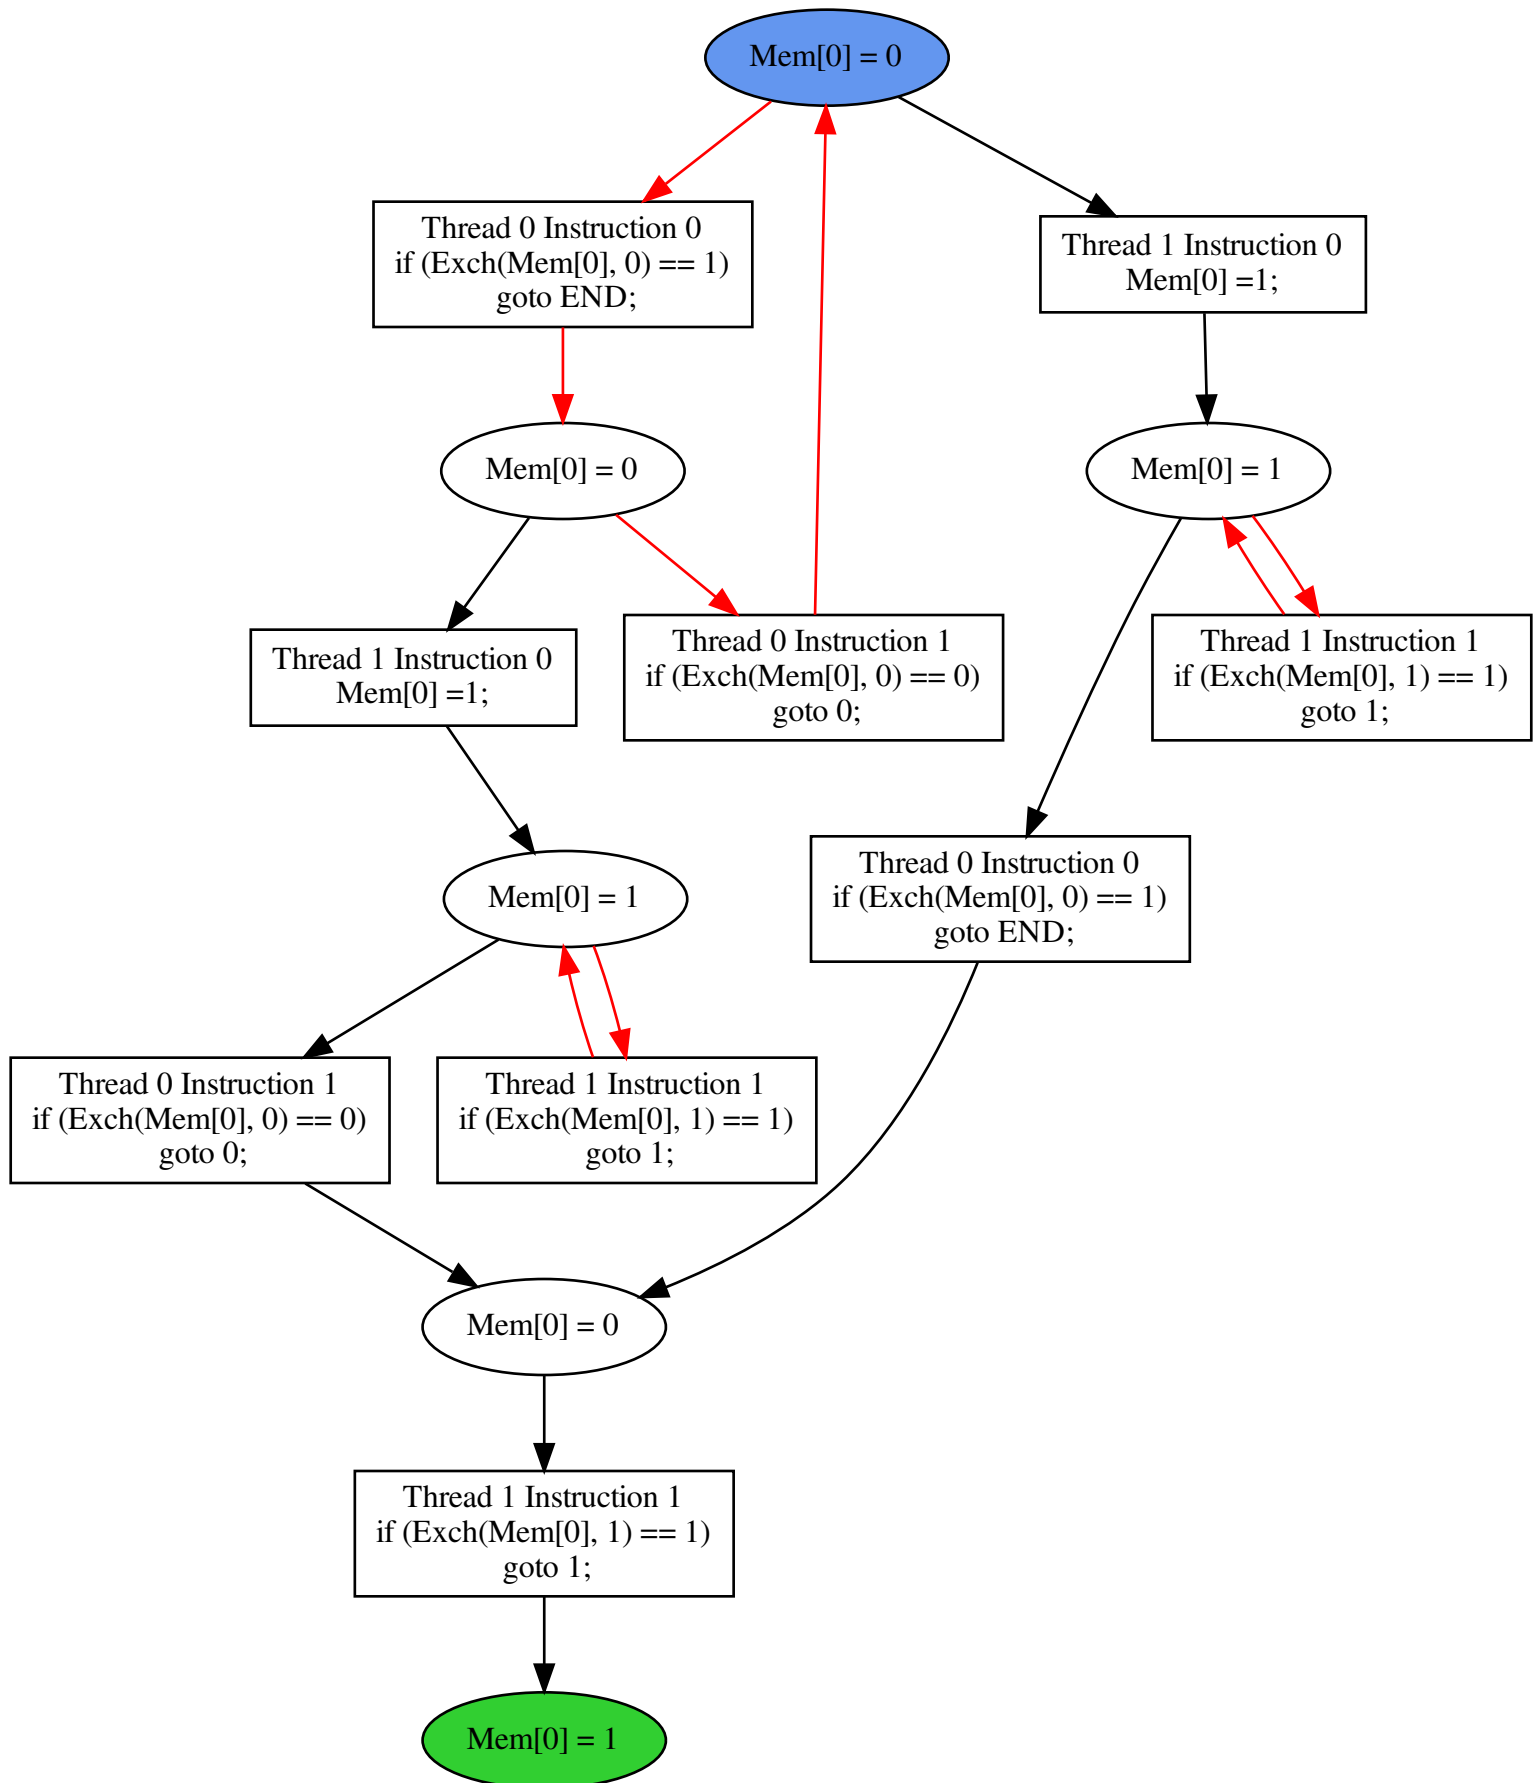 Mem[0] = 0
Thread 0 Instruction 0
if (Exch(Mem[0], 0) == 1)
goto END;
Thread 1 Instruction 0
Mem[0] =1;
Mem[0] = 0
Mem[0] = 1
Thread 1 Instruction 0
Mem[0] =1;
Thread 0 Instruction 1
if (Exch(Mem[0], 0) == 0)
goto 0;
Thread 1 Instruction 1
if (Exch(Mem[0], 1) == 1)
goto 1;
Mem[0] = 1
Thread 0 Instruction 0
if (Exch(Mem[0], 0) == 1)
goto END;
Thread 0 Instruction 1
if (Exch(Mem[0], 0) == 0)
goto 0;
Thread 1 Instruction 1
if (Exch(Mem[0], 1) == 1)
goto 1;
Mem[0] = 0
Thread 1 Instruction 1
if (Exch(Mem[0], 1) == 1)
goto 1;
Mem[0] = 1